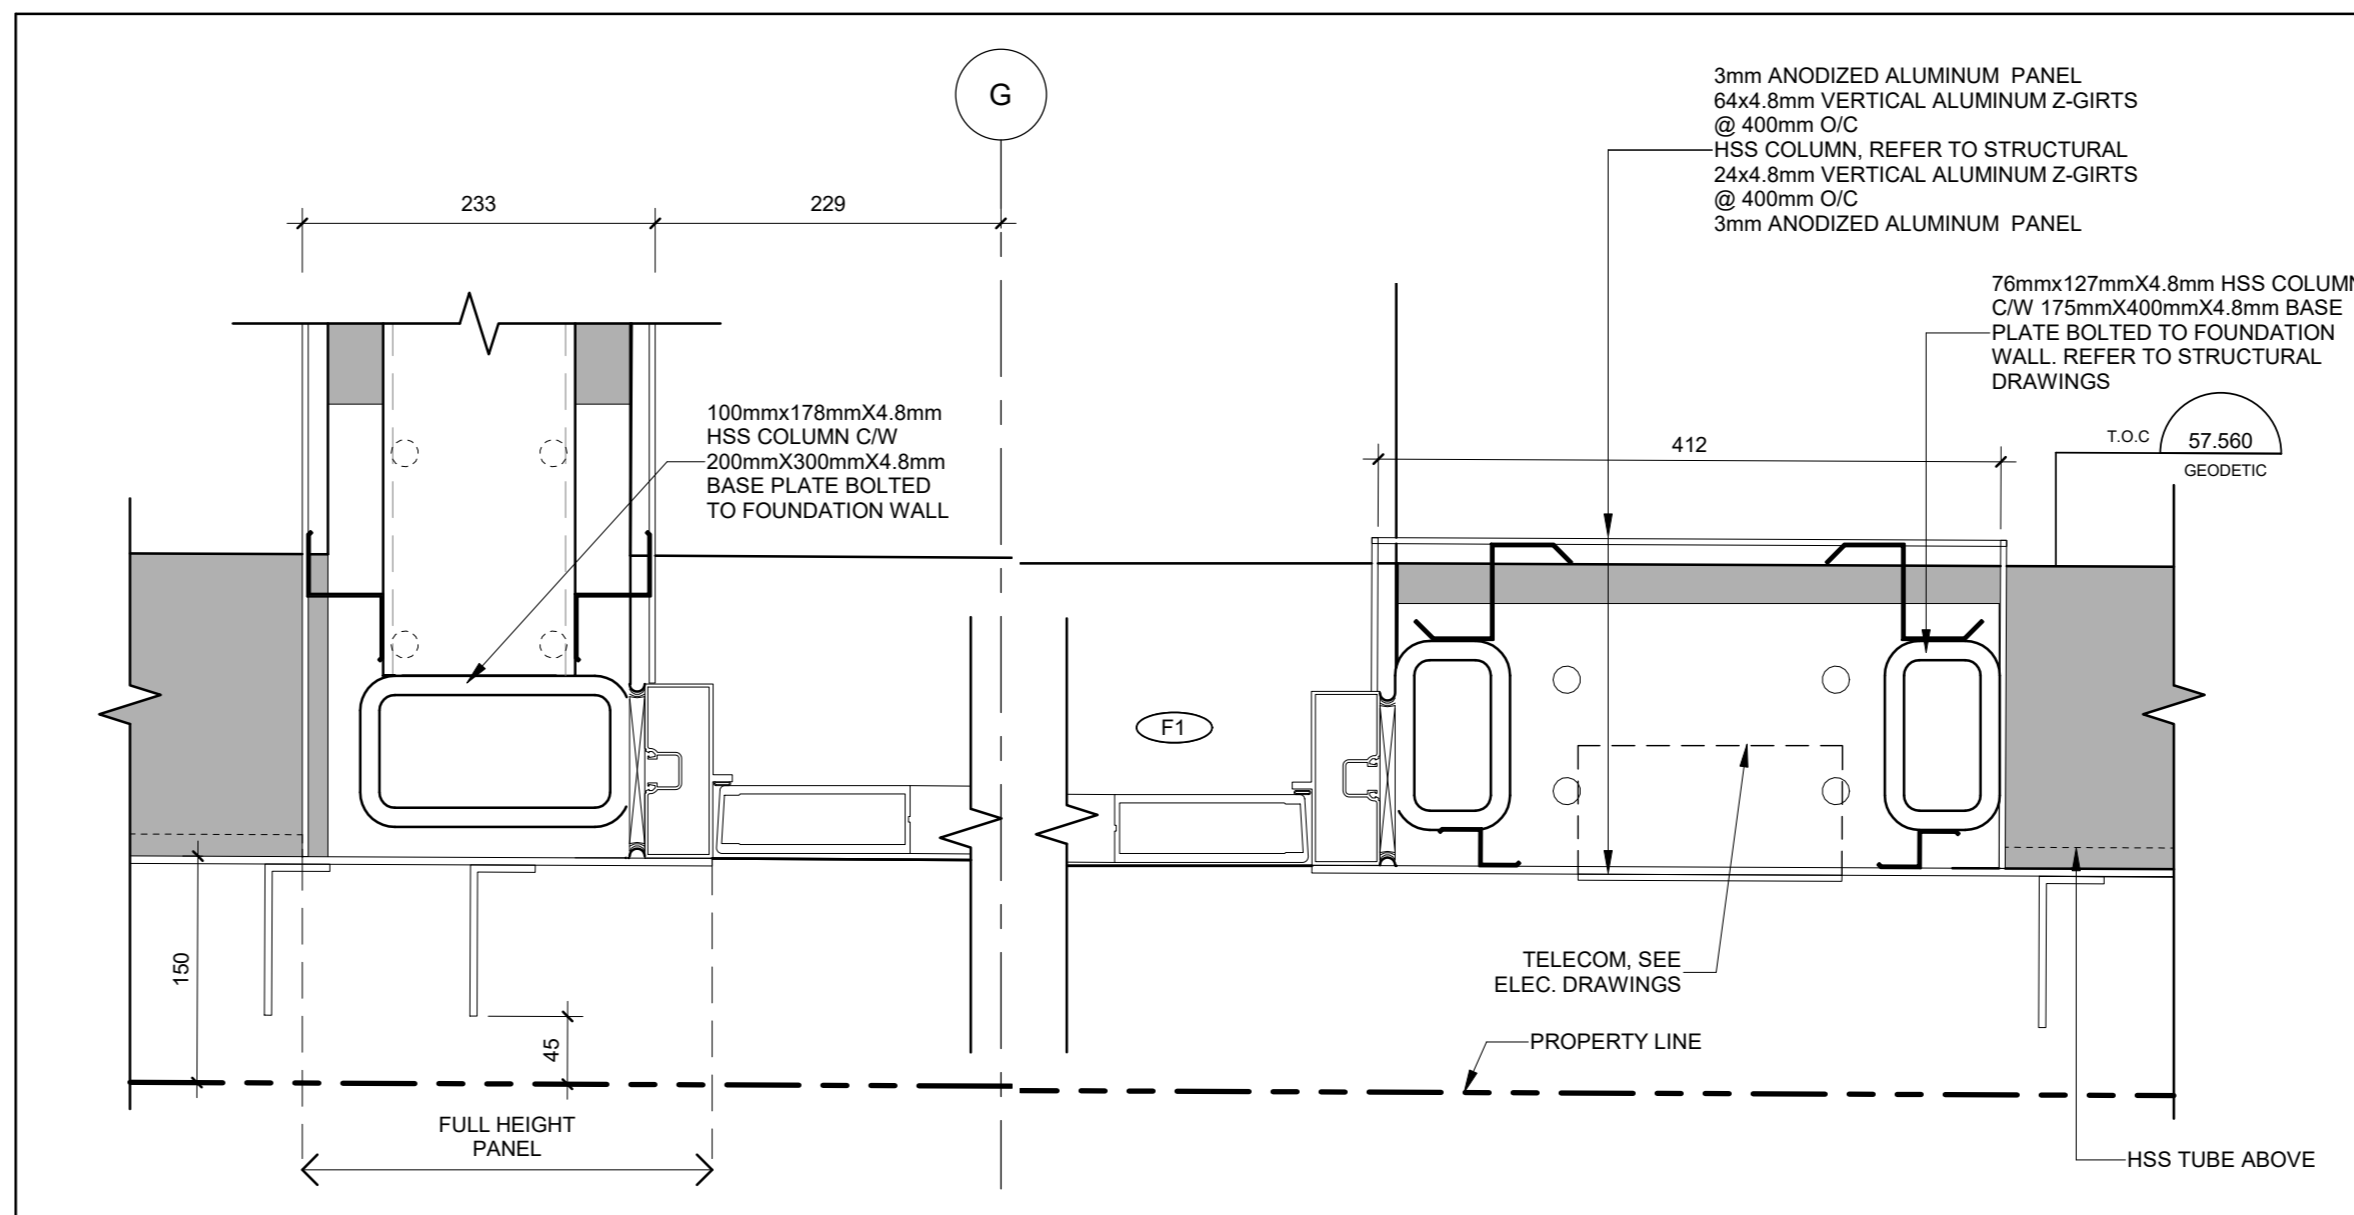 G
3mm ANODIZED ALUMINUM PANEL
64x4.8mm VERTICAL ALUMINUM Z-GIRTS
@ 400mm O/C
HSS COLUMN, REFER TO STRUCTURAL
24x4.8mm VERTICAL ALUMINUM Z-GIRTS
@ 400mm O/C
3mm ANODIZED ALUMINUM PANEL
233
229
76mmx127mmX4.8mm HSS COLUMN
C/W 175mmX400mmX4.8mm BASE
PLATE BOLTED TO FOUNDATION
WALL. REFER TO STRUCTURAL
DRAWINGS
100mmx178mmX4.8mm
HSS COLUMN C/W
200mmX300mmX4.8mm
BASE PLATE BOLTED
TO FOUNDATION WALL
412
T.O.C 57.560
GEODETIC
F1
150
45
TELECOM, SEE
ELEC. DRAWINGS
PROPERTY LINE
FULL HEIGHT
PANEL
HSS TUBE ABOVE